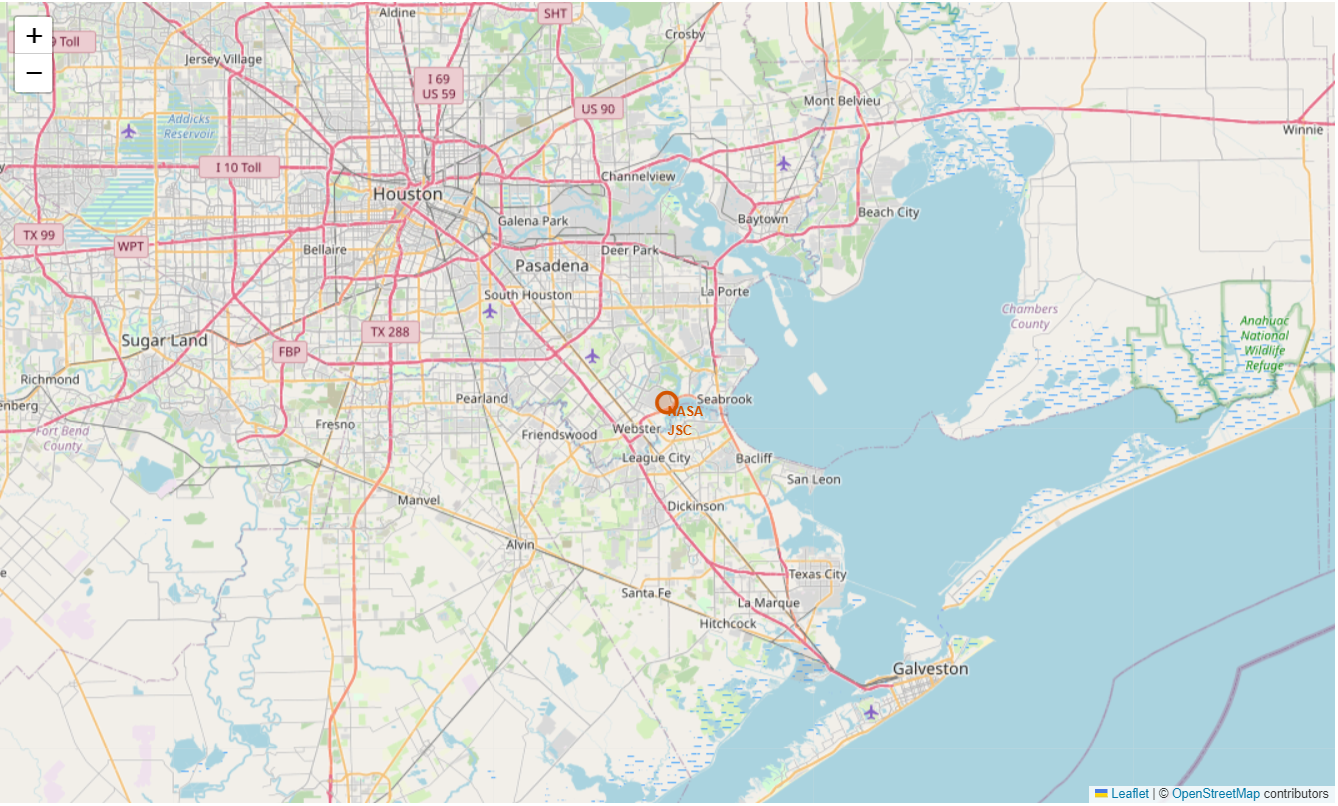 Aldine
SHT
Crosby
+
9 Toll
Jersey Village
−
I 69
US 59
US 90
Mont Belvieu
Addicks
Reservoir
Winnie
I 10 Toll
Channelview
Houston
Galena Park
Baytown
Beach City
TX 99
WPT
Bellaire
Deer Park
Pasadena
South Houston
La Porte
Chambers
County
Anahuac
National
Wildlife
Refuge
TX 288
Sugar Land
FBP
Richmond
Pearland
Seabrook
enberg
NASA
JSC
Fresno
Webster
Friendswood
Fort Bend
County
League City
Bacliff
San Leon
Manvel
Dickinson
Alvin
Texas City
e
Santa Fe
La Marque
Hitchcock
Galveston
Leaflet | © OpenStreetMap contributors